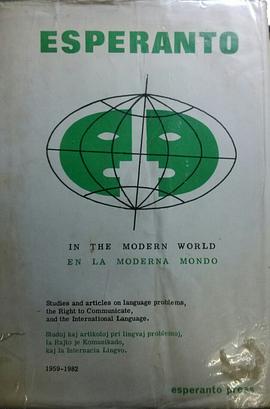 ESPERANTO
IN THE MODERN WORLD
EN LA MODERNA MONDO
Studies and articles on language problems,
the Right to Communicate,
and the International Language.
Studoj kaj artikoloj pri lingvaj problemoj,
la Rajto je Komunikado,
kaj la Internacia Lingvo.
1959-1982
esperanto press